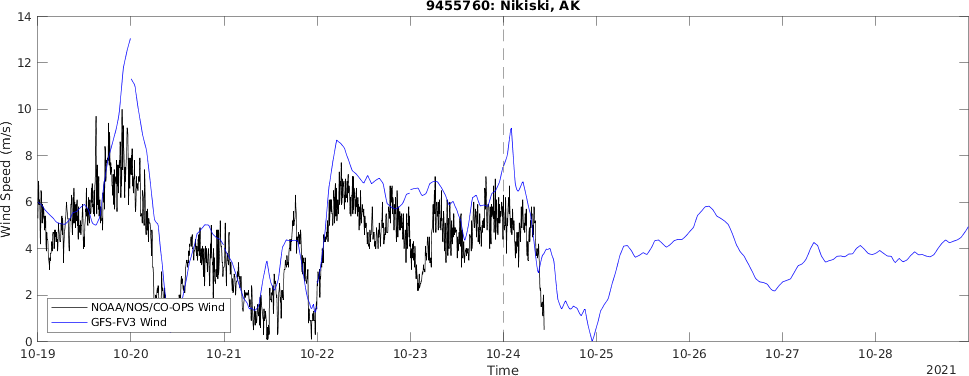 9455760: Nikiski, AK
14
12
10
8
6
4
2
0
Wind Speed (m/s)
NOAA/NOS/CO-OPS Wind
GFS-FV3 Wind
10-19 10-20 10-21 10-22 10-23 10-24 10-25 10-26 10-27 10-28
Time
2021